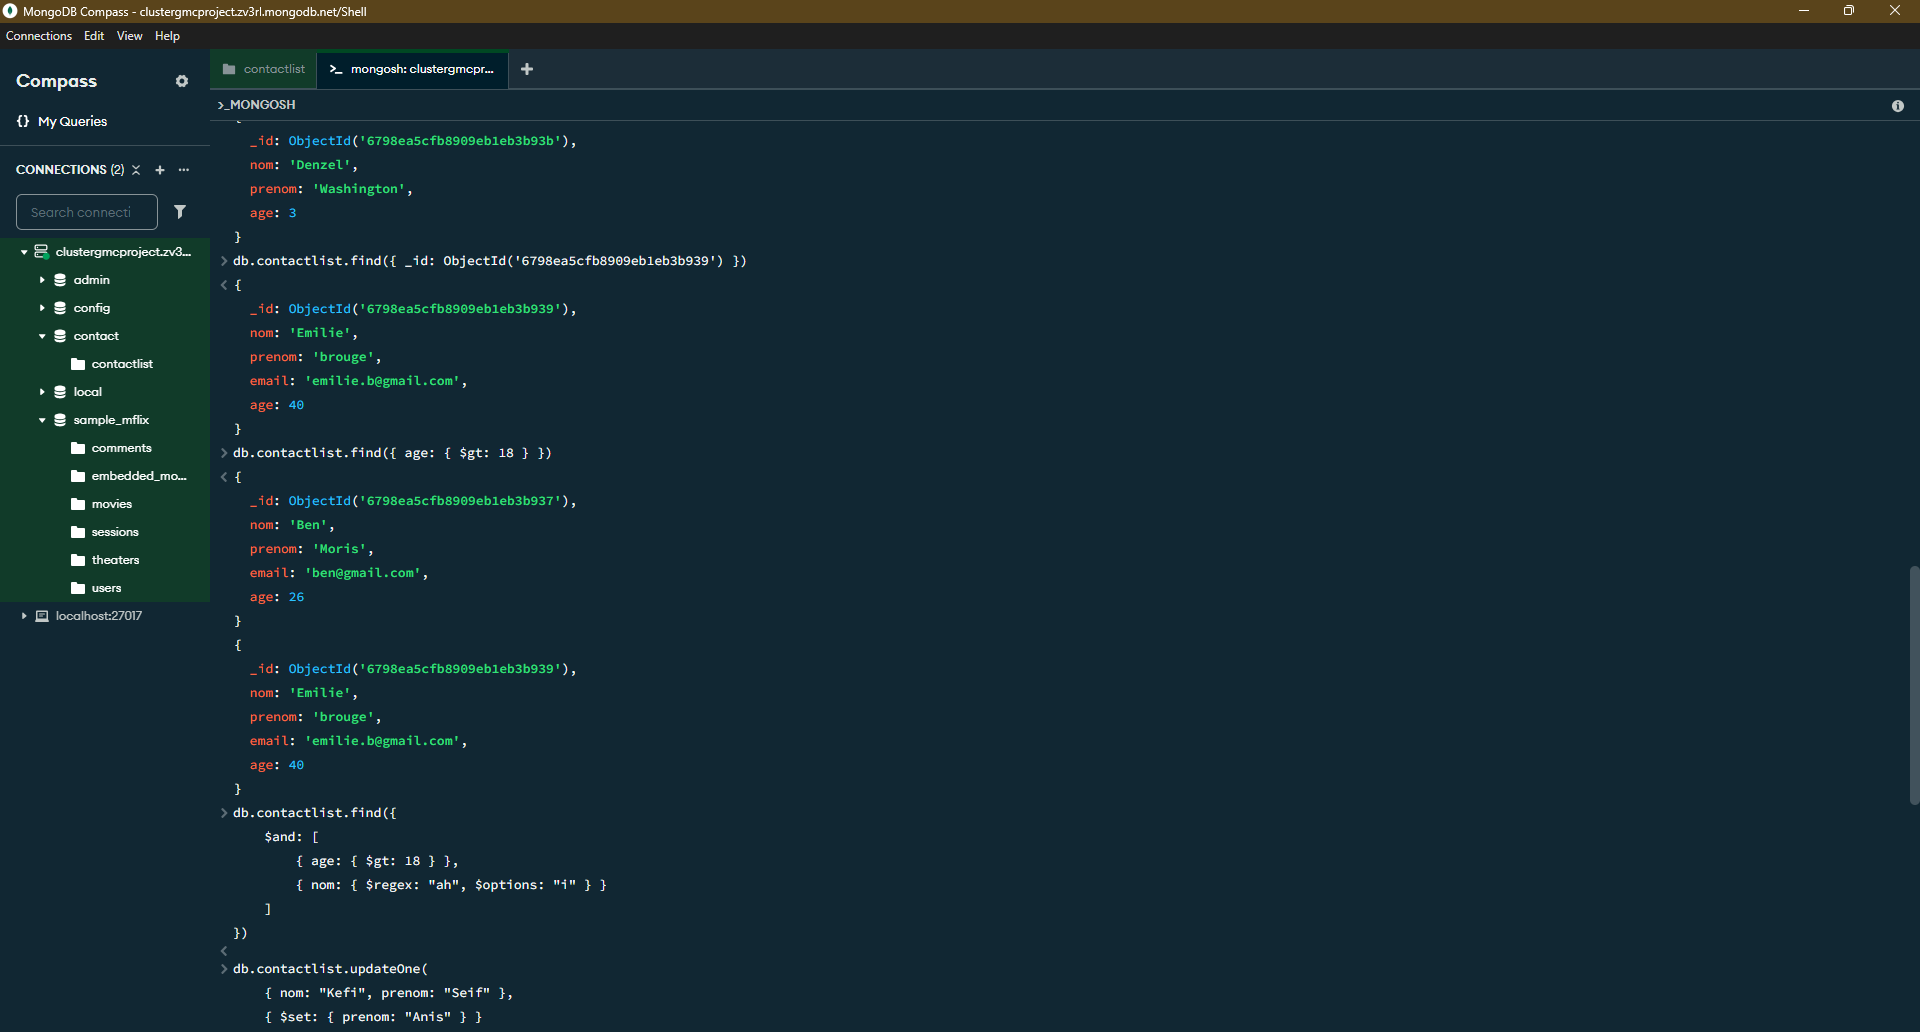 MongoDB Compass - clustergmcproject.zv3rl.mongodb.net/Shell
Connections Edit View Help
Compass
My Queries
CONNECTIONS (2)
Search connecti
clustergmcproject.zv3...
admin
config
contact
contactlist
local
sample_mflix
comments
embedded_mo...
movies
sessions
theaters
users
localhost:27017
contactlist
>_ mongosh: clustergmcpr...
>_MONGOSH
_id: ObjectId('6798ea5cfb8909eb1eb3b93b'),
nom: 'Denzel',
prenom: 'Washington',
age: 3
}
> db.contactlist.find({ _id: ObjectId('6798ea5cfb8909eb1eb3b939') })
< {
_id: ObjectId('6798ea5cfb8909eb1eb3b939'),
nom: 'Emilie',
prenom: 'brouge',
email: 'emilie.b@gmail.com',
age: 40
}
> db.contactlist.find({ age: { $gt: 18 } })
< {
_id: ObjectId('6798ea5cfb8909eb1eb3b937'),
nom: 'Ben',
prenom: 'Moris',
email: 'ben@gmail.com',
age: 26
}
{
_id: ObjectId('6798ea5cfb8909eb1eb3b939'),
nom: 'Emilie',
prenom: 'brouge',
email: 'emilie.b@gmail.com',
age: 40
}
> db.contactlist.find({
$and: [
{ age: { $gt: 18 } },
{ nom: { $regex: "ah", $options: "i" } }
]
})
<
> db.contactlist.updateOne(
{ nom: "Kefi", prenom: "Seif" },
{ $set: { prenom: "Anis" } }